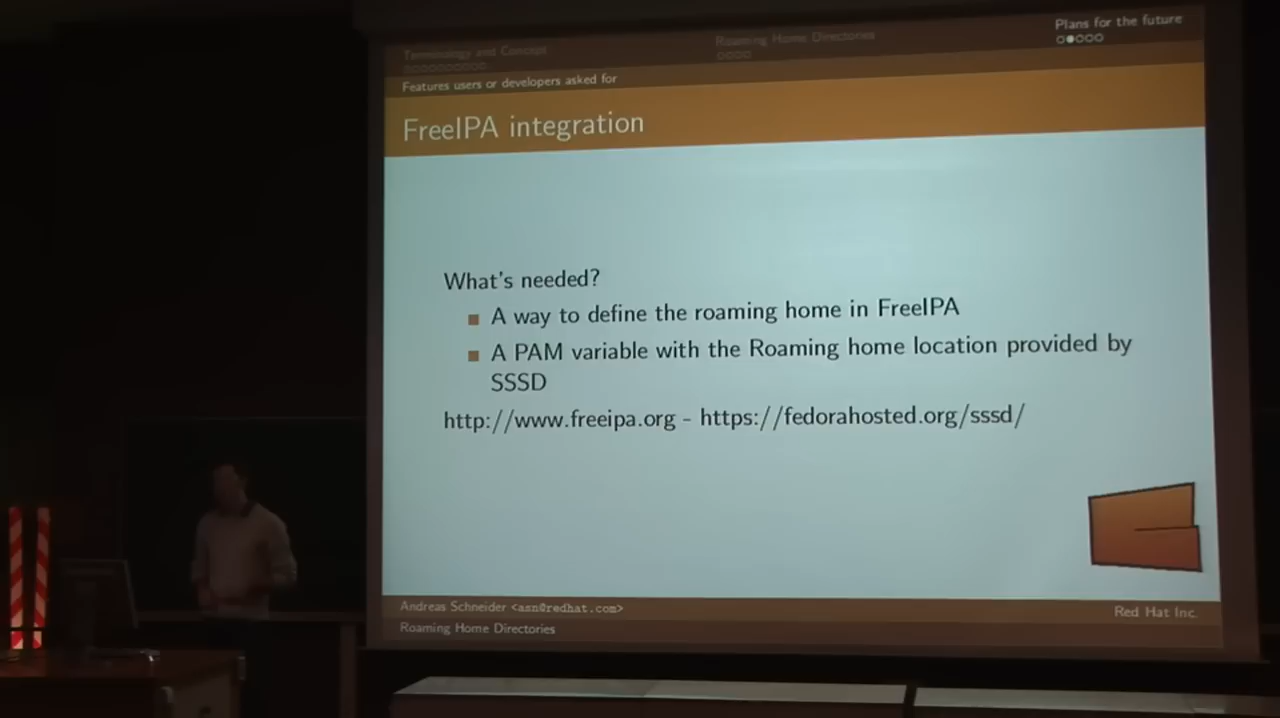 Terminology and Concept
Roaming Home Directories
Plans for the future
Features users or developers asked for
FreeIPA integration
What's needed?
A way to define the roaming home in FreeIPA
A PAM variable with the Roaming home location provided by
SSSD
http://www.freeipa.org - https://fedorahosted.org/sssd/
Andreas Schneider <asn@redhat.com>
Red Hat Inc.
Roaming Home Directories